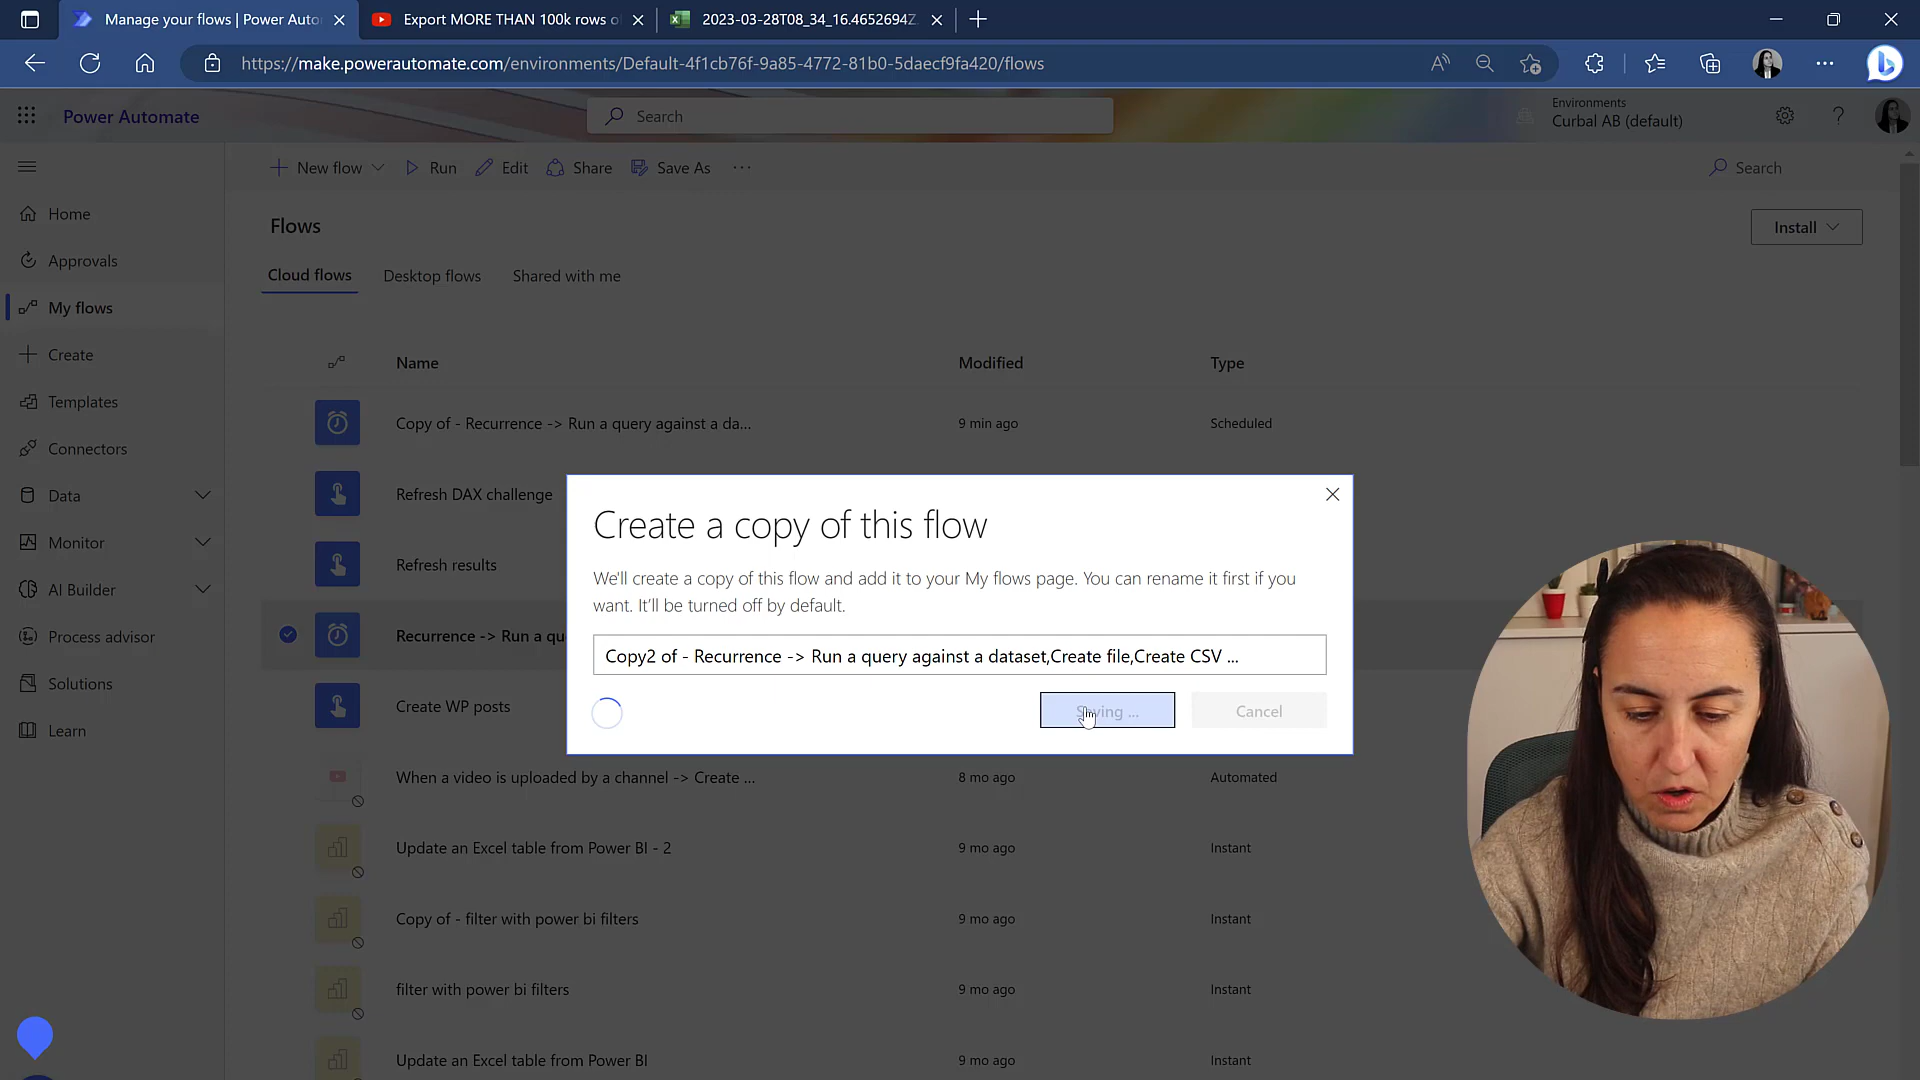 Manage your flows | Power Auto
Export MORE THAN 100k rows o
2023-03-28T08_34_16.4652694Z
https://make.powerautomate.com/environments/Default-4f1cb76f-9a85-4772-81b0-5daecf9fa420/flows
Power Automate
Search
Environments
Curbal AB (default)
New flow
Run
Edit
Share
Save As
Search
Home
Approvals
My flows
Create
Templates
Connectors
Data
Monitor
AI Builder
Process advisor
Solutions
Learn
Flows
Install
Cloud flows
Desktop flows
Shared with me
Name
Modified
Type
Copy of - Recurrence -> Run a query against a da...
9 min ago
Scheduled
Refresh DAX challenge
Refresh results
Recurrence -> Run a qu
Create WP posts
When a video is uploaded by a channel -> Create ...
8 mo ago
Automated
Update an Excel table from Power BI - 2
9 mo ago
Instant
Copy of - filter with power bi filters
9 mo ago
Instant
filter with power bi filters
9 mo ago
Instant
Update an Excel table from Power BI
9 mo ago
Instant
Create a copy of this flow
We'll create a copy of this flow and add it to your My flows page. You can rename it first if you
want. It'll be turned off by default.
Copy2 of - Recurrence -> Run a query against a dataset,Create file,Create CSV ...
Saving ...
Cancel